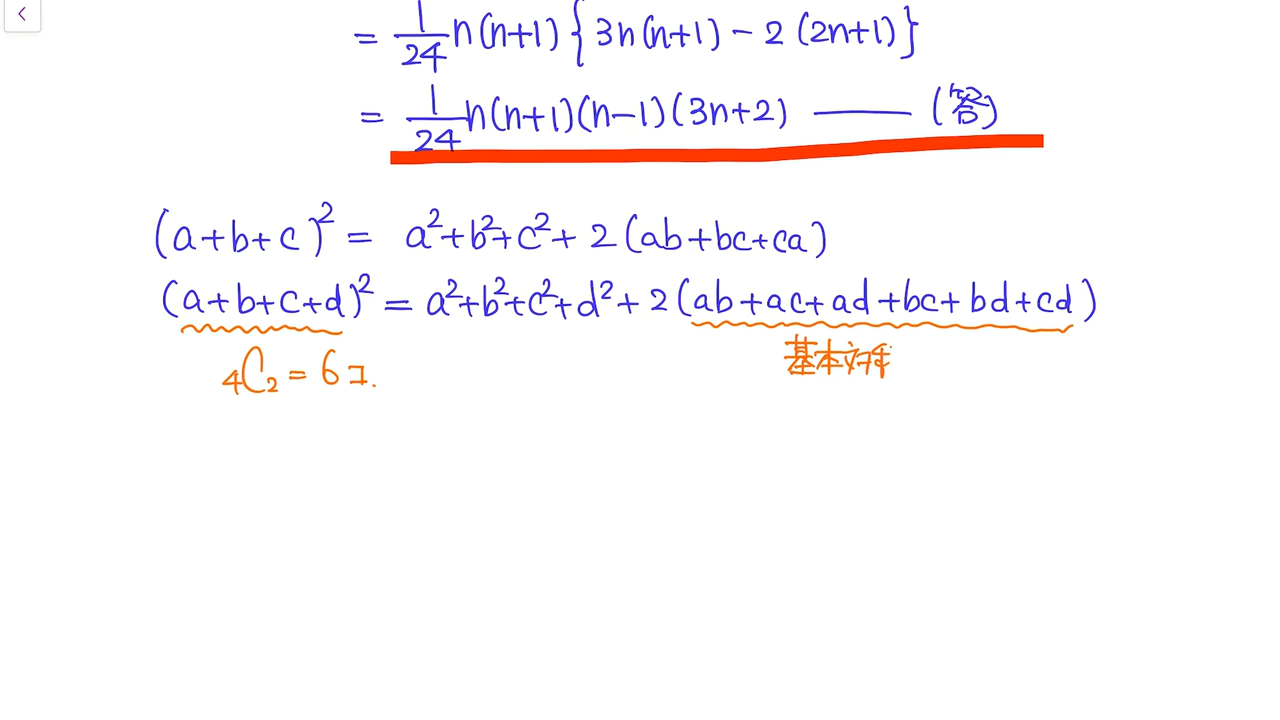 = 1/24 n(n+1){3n(n+1)-2(2n+1)}
= 1/24 n(n+1)(n-1)(3n+2) —— (答)
(a+b+c)² = a²+b²+c²+2(ab+bc+ca)
(a+b+c+d)² = a²+b²+c²+d²+2(ab+ac+ad+bc+bd+cd)
₄C₂ = 6コ. 基本対称